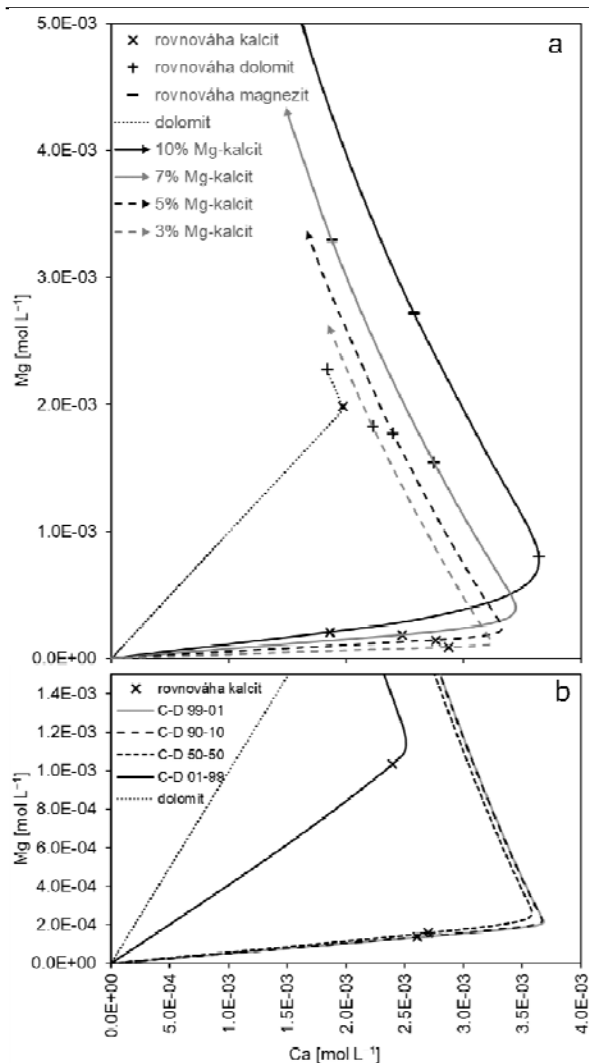 5.0E-03
× rovnováha kalcit
a
+ rovnováha dolomit
- rovnováha magnezit
dolomit
4.0E-03
10% Mg-kalcit
7% Mg-kalcit
5% Mg-kalcit
3% Mg-kalcit
3.0E-03
Mg [mol L⁻¹]
2.0E-03
1.0E-03
0.0E+00
1.4E-03
× rovnováha kalcit
b
C-D 99-01
1.2E-03
C-D 90-10
C-D 50-50
1.0E-03
C-D 01-99
dolomit
8.0E-04
Mg [mol L⁻¹]
6.0E-04
4.0E-04
2.0E-04
0.0E+00
0.0E+00
5.0E-04
1.0E-03
1.5E-03
2.0E-03
2.5E-03
3.0E-03
3.5E-03
4.0E-03
Ca [mol L⁻¹]